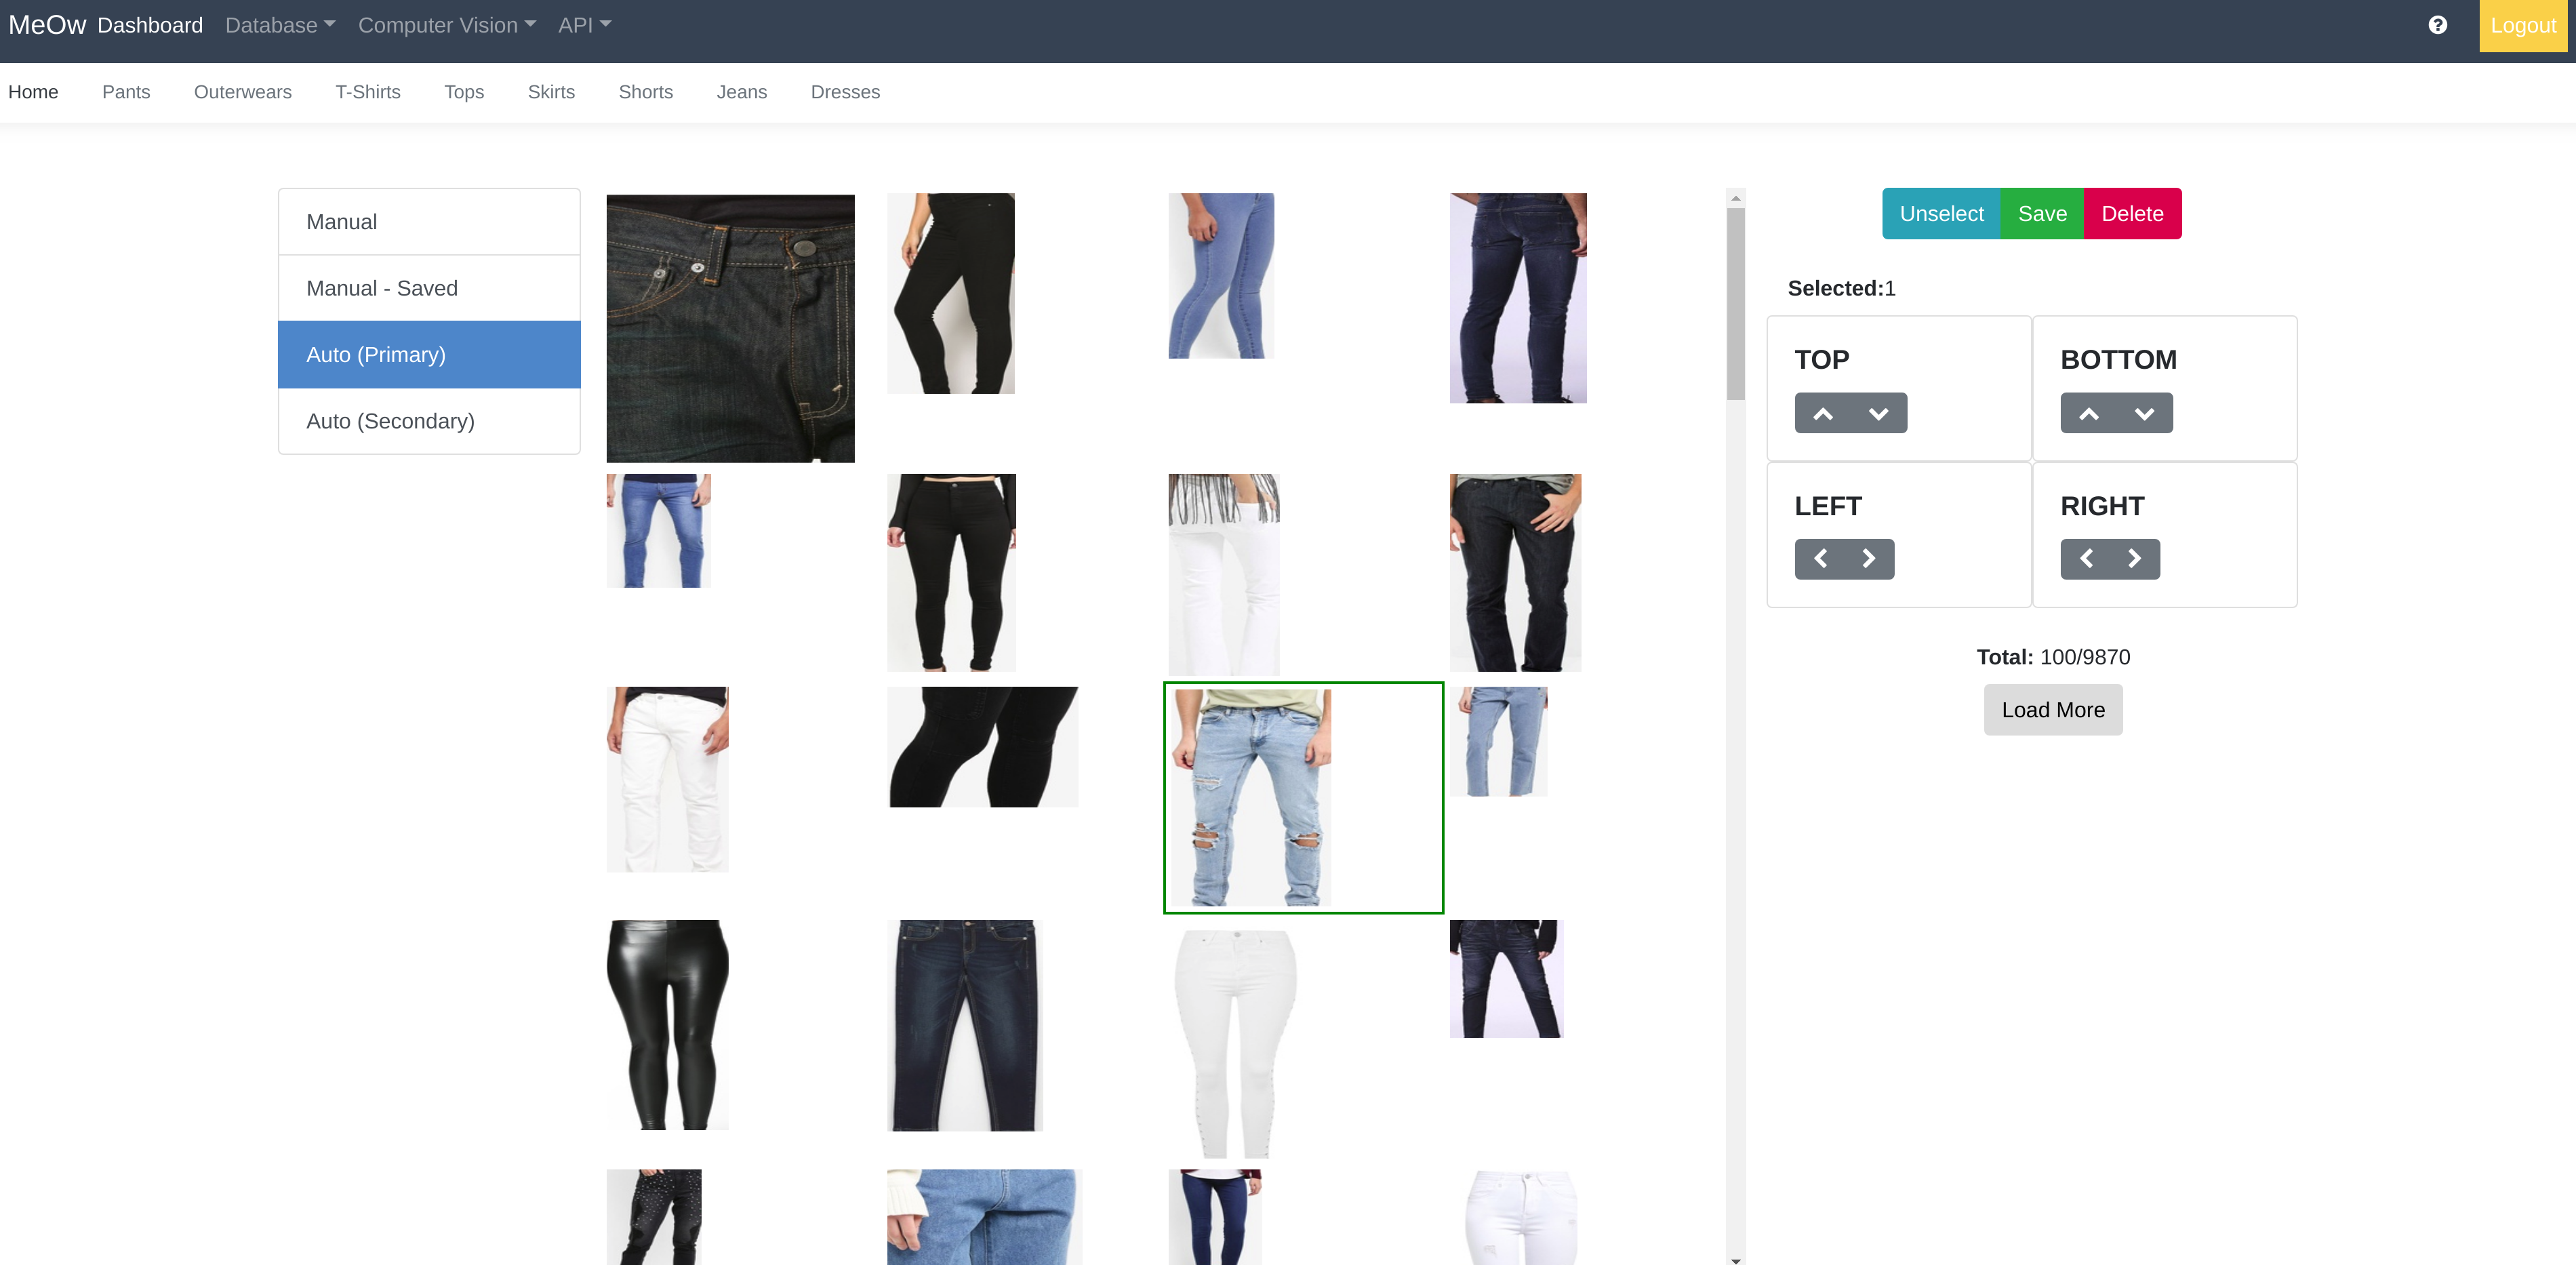 MeOw Dashboard Database Computer Vision API Logout
Home Pants Outerwears T-Shirts Tops Skirts Shorts Jeans Dresses
Manual
Manual - Saved
Auto (Primary)
Auto (Secondary)
Unselect Save Delete
Selected:1
TOP BOTTOM
LEFT RIGHT
Total: 100/9870
Load More